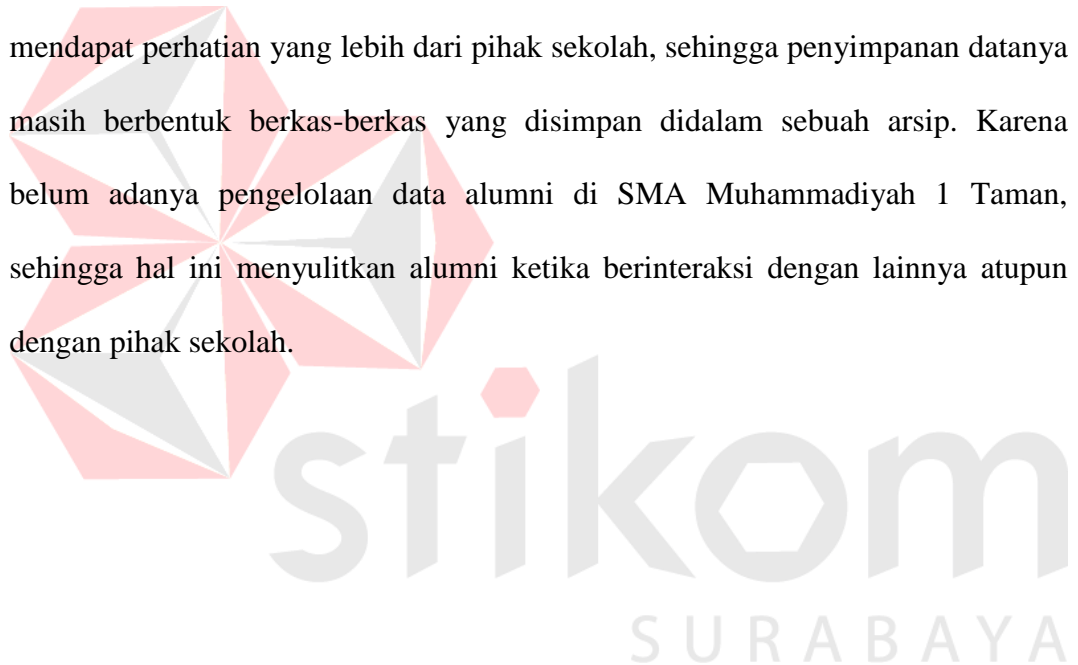 mendapat perhatian yang lebih dari pihak sekolah, sehingga penyimpanan datanya
masih berbentuk berkas-berkas yang disimpan didalam sebuah arsip. Karena
belum adanya pengelolaan data alumni di SMA Muhammadiyah 1 Taman,
sehingga hal ini menyulitkan alumni ketika berinteraksi dengan lainnya atupun
dengan pihak sekolah.
stikom
SURABAYA